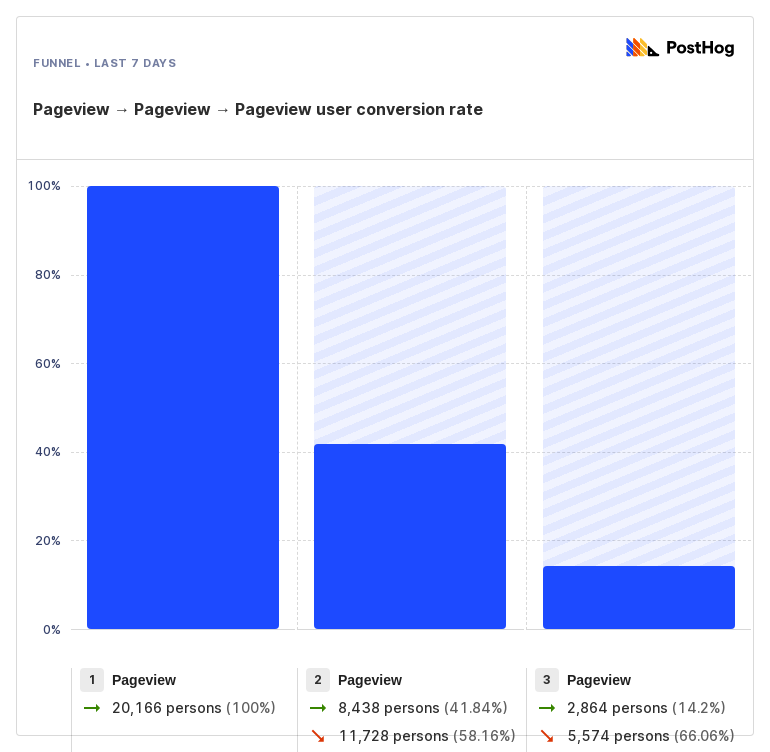 PostHog
FUNNEL • LAST 7 DAYS
Pageview → Pageview → Pageview user conversion rate
100%
80%
60%
40%
20%
0%
1 Pageview
20,166 persons (100%)
2 Pageview
8,438 persons (41.84%)
11,728 persons (58.16%)
3 Pageview
2,864 persons (14.2%)
5,574 persons (66.06%)